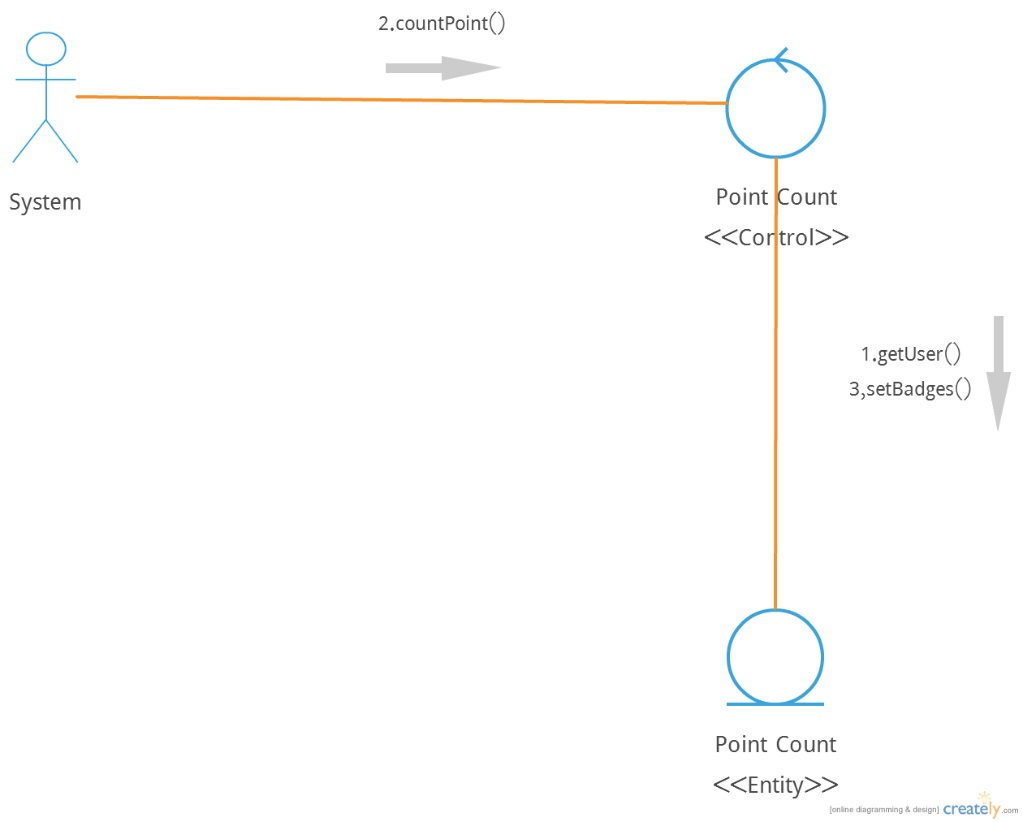 2.countPoint()
System
Point Count
<<Control>>
1.getUser()
3,setBadges()
Point Count
<<Entity>>
[online diagramming & design] creately.com